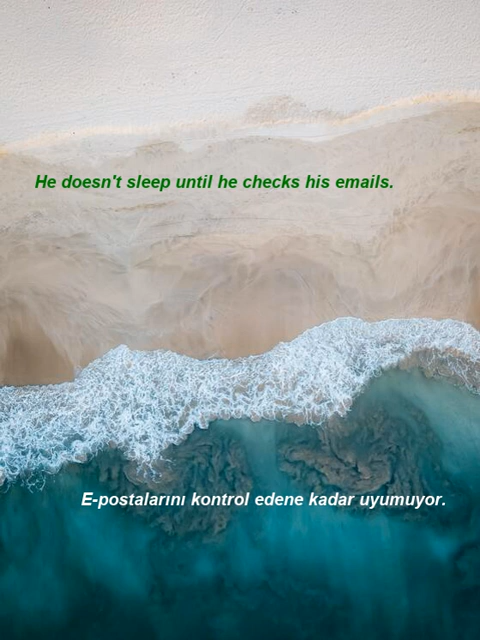 He doesn't sleep until he checks his emails.
E-postalarını kontrol edene kadar uyumuyor.